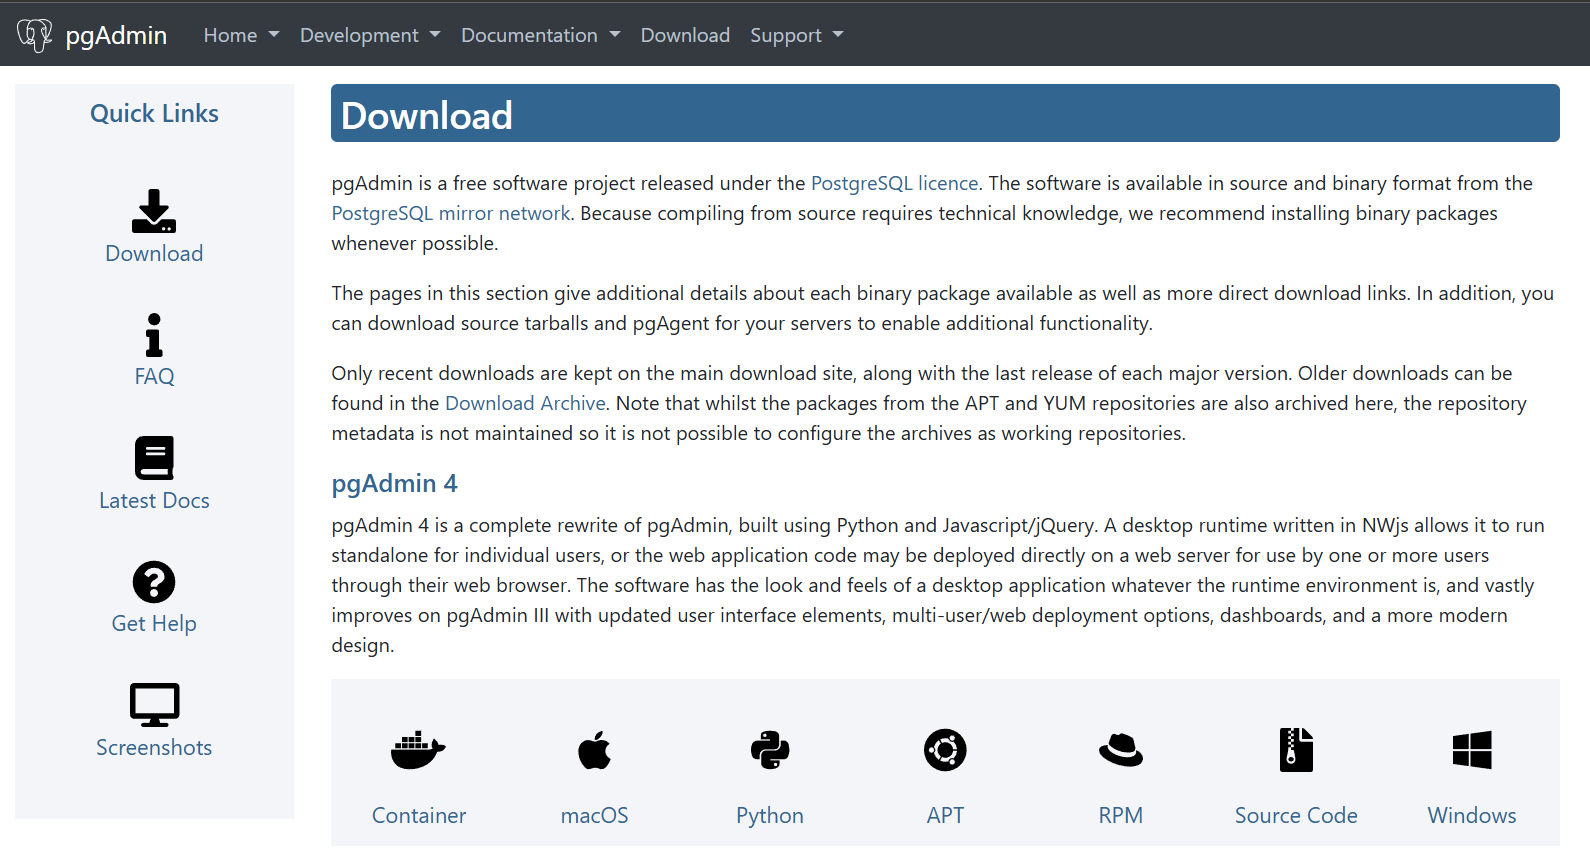 pgAdmin Home Development Documentation Download Support
Quick Links
Download
FAQ
Latest Docs
Get Help
Screenshots
Download
pgAdmin is a free software project released under the PostgreSQL licence. The software is available in source and binary format from the
PostgreSQL mirror network. Because compiling from source requires technical knowledge, we recommend installing binary packages
whenever possible.
The pages in this section give additional details about each binary package available as well as more direct download links. In addition, you
can download source tarballs and pgAgent for your servers to enable additional functionality.
Only recent downloads are kept on the main download site, along with the last release of each major version. Older downloads can be
found in the Download Archive. Note that whilst the packages from the APT and YUM repositories are also archived here, the repository
metadata is not maintained so it is not possible to configure the archives as working repositories.
pgAdmin 4
pgAdmin 4 is a complete rewrite of pgAdmin, built using Python and Javascript/jQuery. A desktop runtime written in NWjs allows it to run
standalone for individual users, or the web application code may be deployed directly on a web server for use by one or more users
through their web browser. The software has the look and feels of a desktop application whatever the runtime environment is, and vastly
improves on pgAdmin III with updated user interface elements, multi-user/web deployment options, dashboards, and a more modern
design.
Container macOS Python APT RPM Source Code Windows